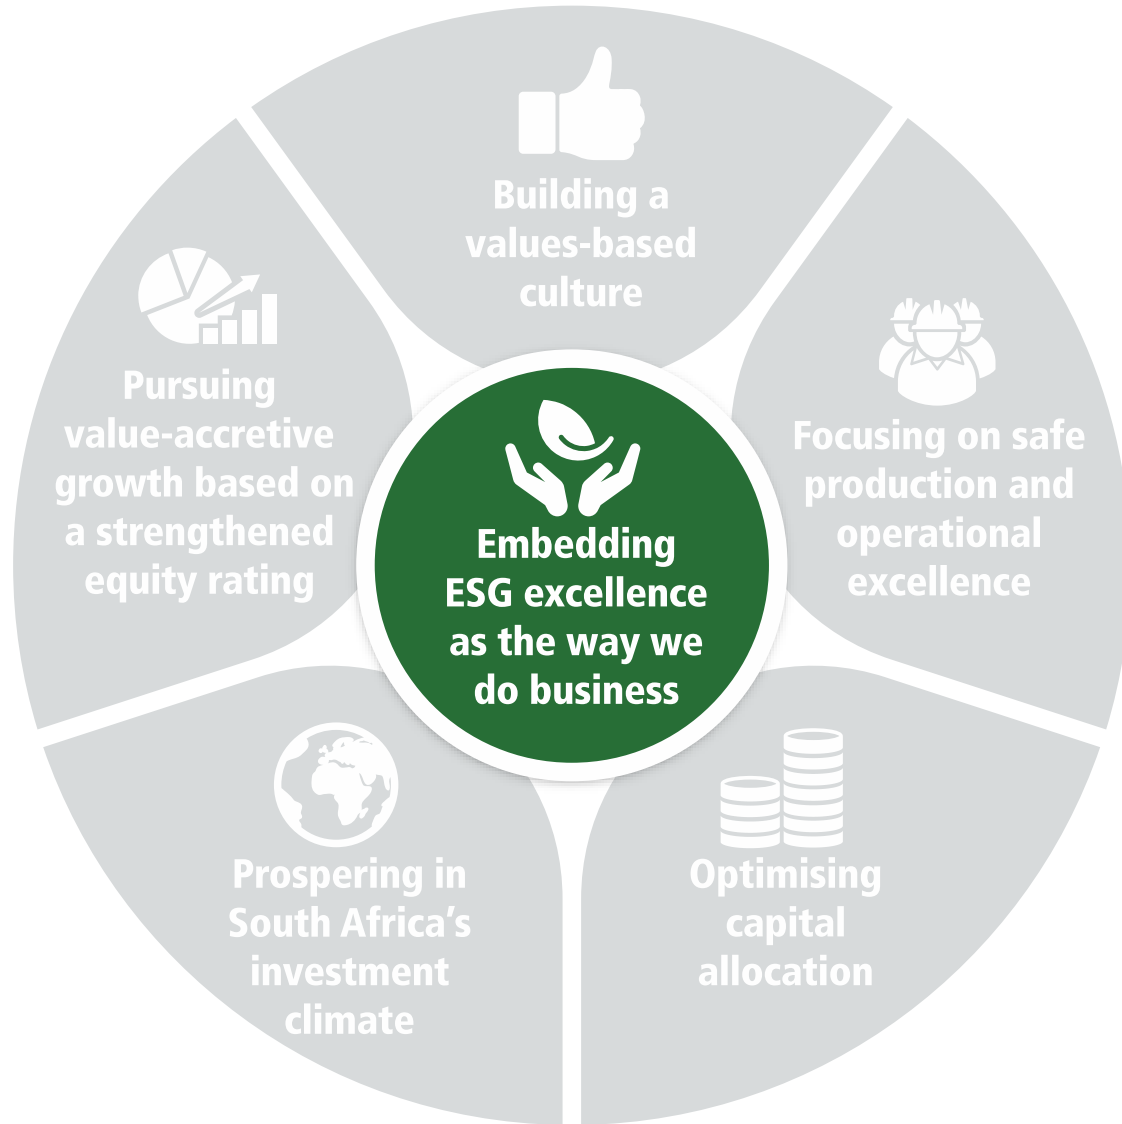 Building a
values-based
culture
Focusing on safe
production and
operational
excellence
Optimising
capital
allocation
Prospering in
South Africa’s
investment
climate
Pursuing
value-accretive
growth based on
a strengthened
equity rating
Embedding
ESG excellence
as the way we
do business